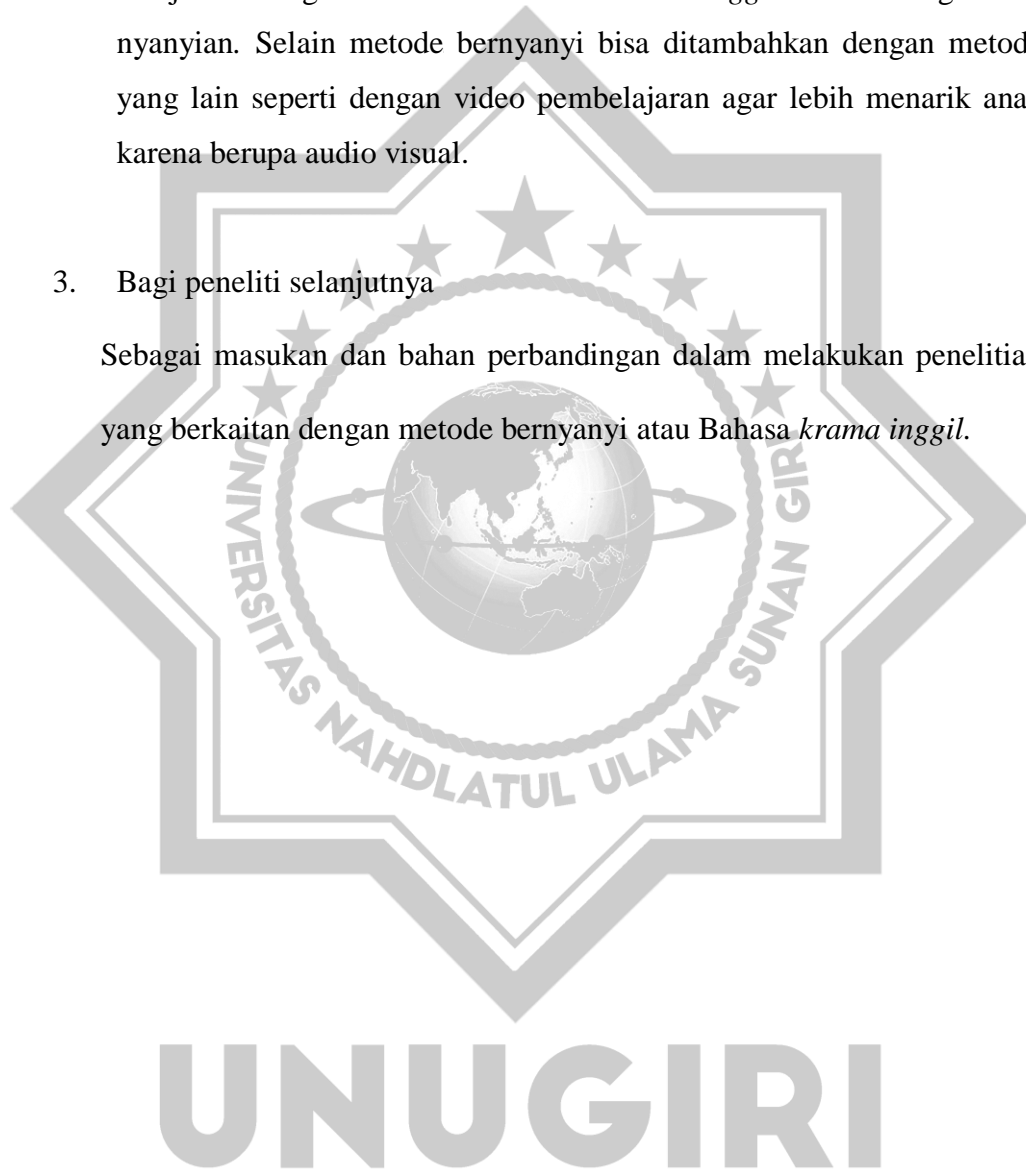 nyanyian. Selain metode bernyanyi bisa ditambahkan dengan metod
yang lain seperti dengan video pembelajaran agar lebih menarik ana
karena berupa audio visual.
3. Bagi peneliti selanjutnya
Sebagai masukan dan bahan perbandingan dalam melakukan penelitia
yang berkaitan dengan metode bernyanyi atau Bahasa krama inggil.
UNIVERSITAS NAHDLATUL ULAMA SUNAN GIRI
UNUGIRI